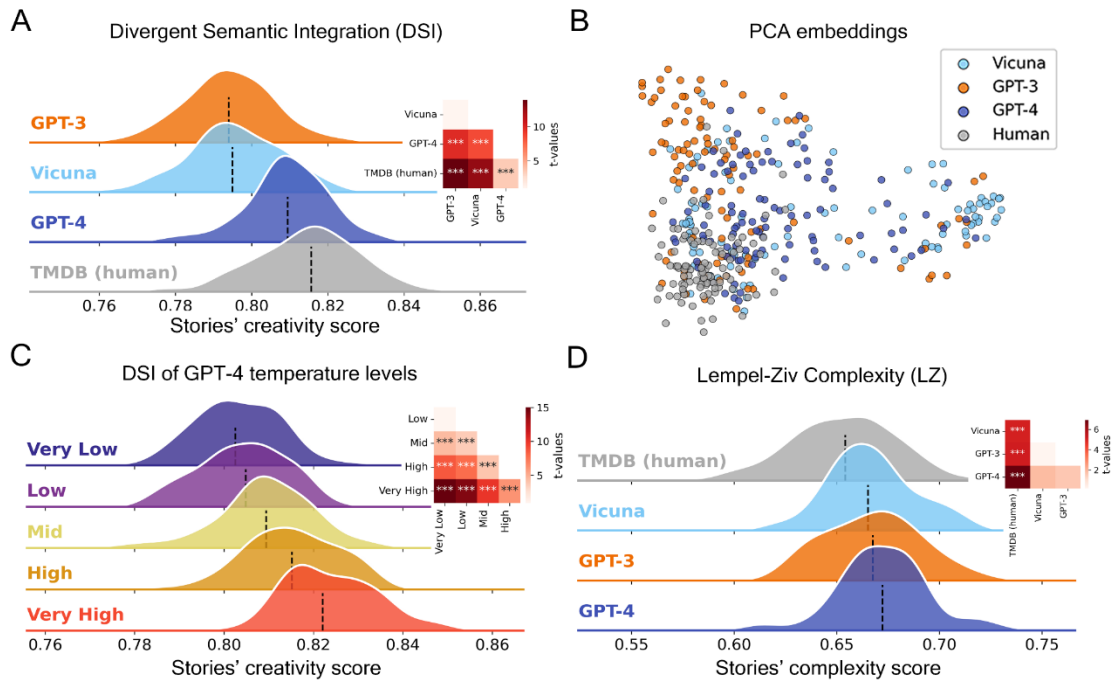 A
Divergent Semantic Integration (DSI)
GPT-3
Vicuna
GPT-4
TMDB (human)
0.76 0.78 0.80 0.82 0.84 0.86
Stories' creativity score
Vicuna
GPT-4 *** ***
TMDB (human) *** *** ***
GPT-3 Vicuna GPT-4
10
5
t-values
B
PCA embeddings
Vicuna
GPT-3
GPT-4
Human
C
DSI of GPT-4 temperature levels
Very Low
Low
Mid
High
Very High
0.76 0.78 0.80 0.82 0.84 0.86
Stories' creativity score
Low
Mid *** ***
High *** *** ***
Very High *** *** *** ***
Very Low Low Mid High
15
10
5
t-values
D
Lempel-Ziv Complexity (LZ)
TMDB (human)
Vicuna
GPT-3
GPT-4
0.55 0.60 0.65 0.70 0.75
Stories' complexity score
Vicuna ***
GPT-3 ***
GPT-4 ***
TMDB (human) Vicuna GPT-3
6
4
2
t-values